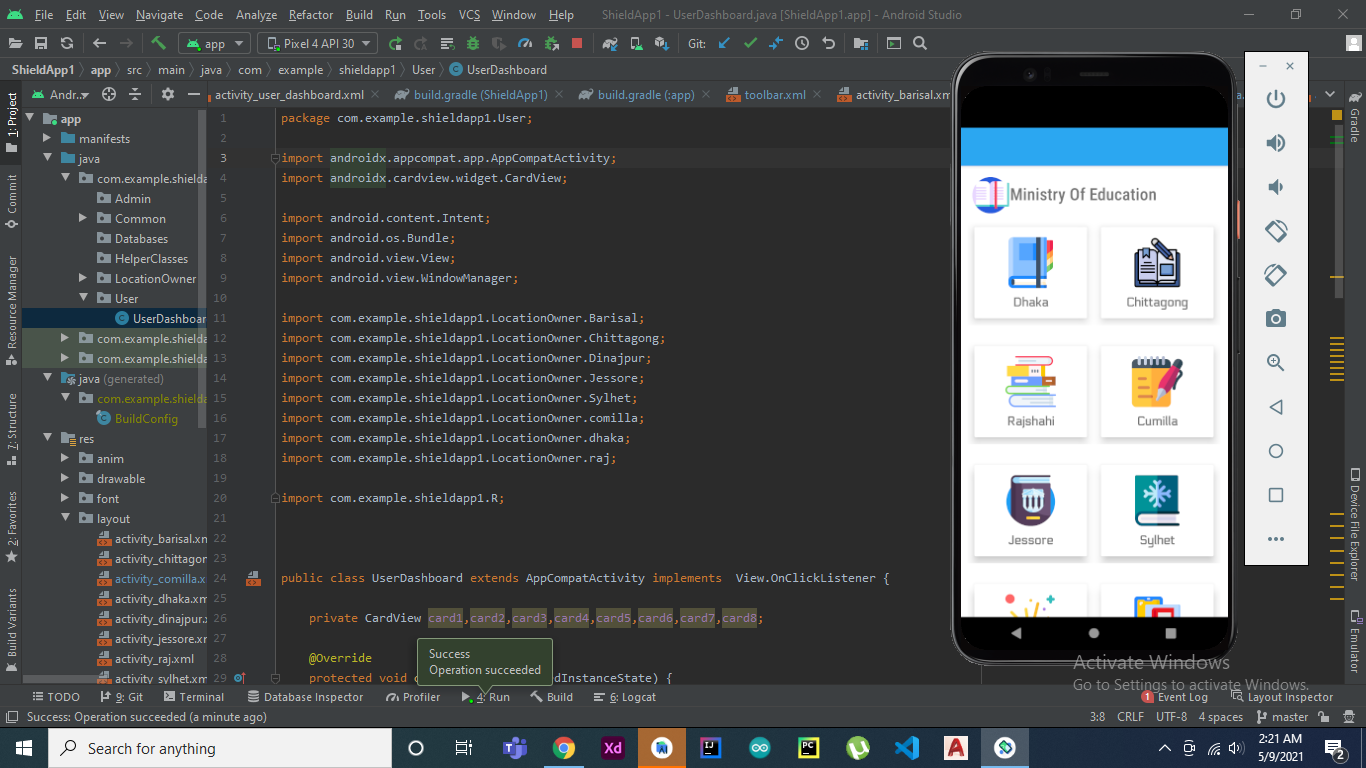 File Edit View Navigate Code Analyze Refactor Build Run Tools VCS Window Help ShieldApp1 - UserDashboard.java [ShieldApp1.app] - Android Studio
app Pixel 4 API 30 Git:
ShieldApp1 app src main java com example shieldapp1 User UserDashboard
1: Project
Commit
Resource Manager
7: Structure
2: Favorites
Build Variants
Andr..
activity_user_dashboard.xml build.gradle (ShieldApp1) build.gradle (:app) toolbar.xml activity_barisal.xm
app
manifests
java
com.example.shielda
Admin
Common
Databases
HelperClasses
LocationOwner
User
UserDashboar
com.example.shielda
com.example.shielda
java (generated)
com.example.shielda
BuildConfig
res
anim
drawable
font
layout
activity_barisal.xm
activity_chittagor
activity_comilla.x
activity_dhaka.xm
activity_dinajpur.
activity_jessore.xr
activity_raj.xml
activity_sylhet.xm
1 package com.example.shieldapp1.User;
2
3 import androidx.appcompat.app.AppCompatActivity;
4 import androidx.cardview.widget.CardView;
5
6 import android.content.Intent;
7 import android.os.Bundle;
8 import android.view.View;
9 import android.view.WindowManager;
10
11 import com.example.shieldapp1.LocationOwner.Barisal;
12 import com.example.shieldapp1.LocationOwner.Chittagong;
13 import com.example.shieldapp1.LocationOwner.Dinajpur;
14 import com.example.shieldapp1.LocationOwner.Jessore;
15 import com.example.shieldapp1.LocationOwner.Sylhet;
16 import com.example.shieldapp1.LocationOwner.comilla;
17 import com.example.shieldapp1.LocationOwner.dhaka;
18 import com.example.shieldapp1.LocationOwner.raj;
19
20 import com.example.shieldapp1.R;
21
22
23
24 public class UserDashboard extends AppCompatActivity implements View.OnClickListener {
25
26 private CardView card1,card2,card3,card4,card5,card6,card7,card8;
27
28 @Override
29 protected void dInstanceState) {
Success
Operation succeeded
Ministry Of Education
Dhaka Chittagong
Rajshahi Cumilla
Jessore Sylhet
Gradle
Device File Explorer
Emulator
Activate Windows
Go to Settings to activate Windows.
TODO 9: Git Terminal Database Inspector Profiler 4: Run Build 6: Logcat 1 Event Log Layout Inspector
Success: Operation succeeded (a minute ago) 3:8 CRLF UTF-8 4 spaces master
Search for anything
Xd
IJ
PC
A
2:21 AM
5/9/2021
2